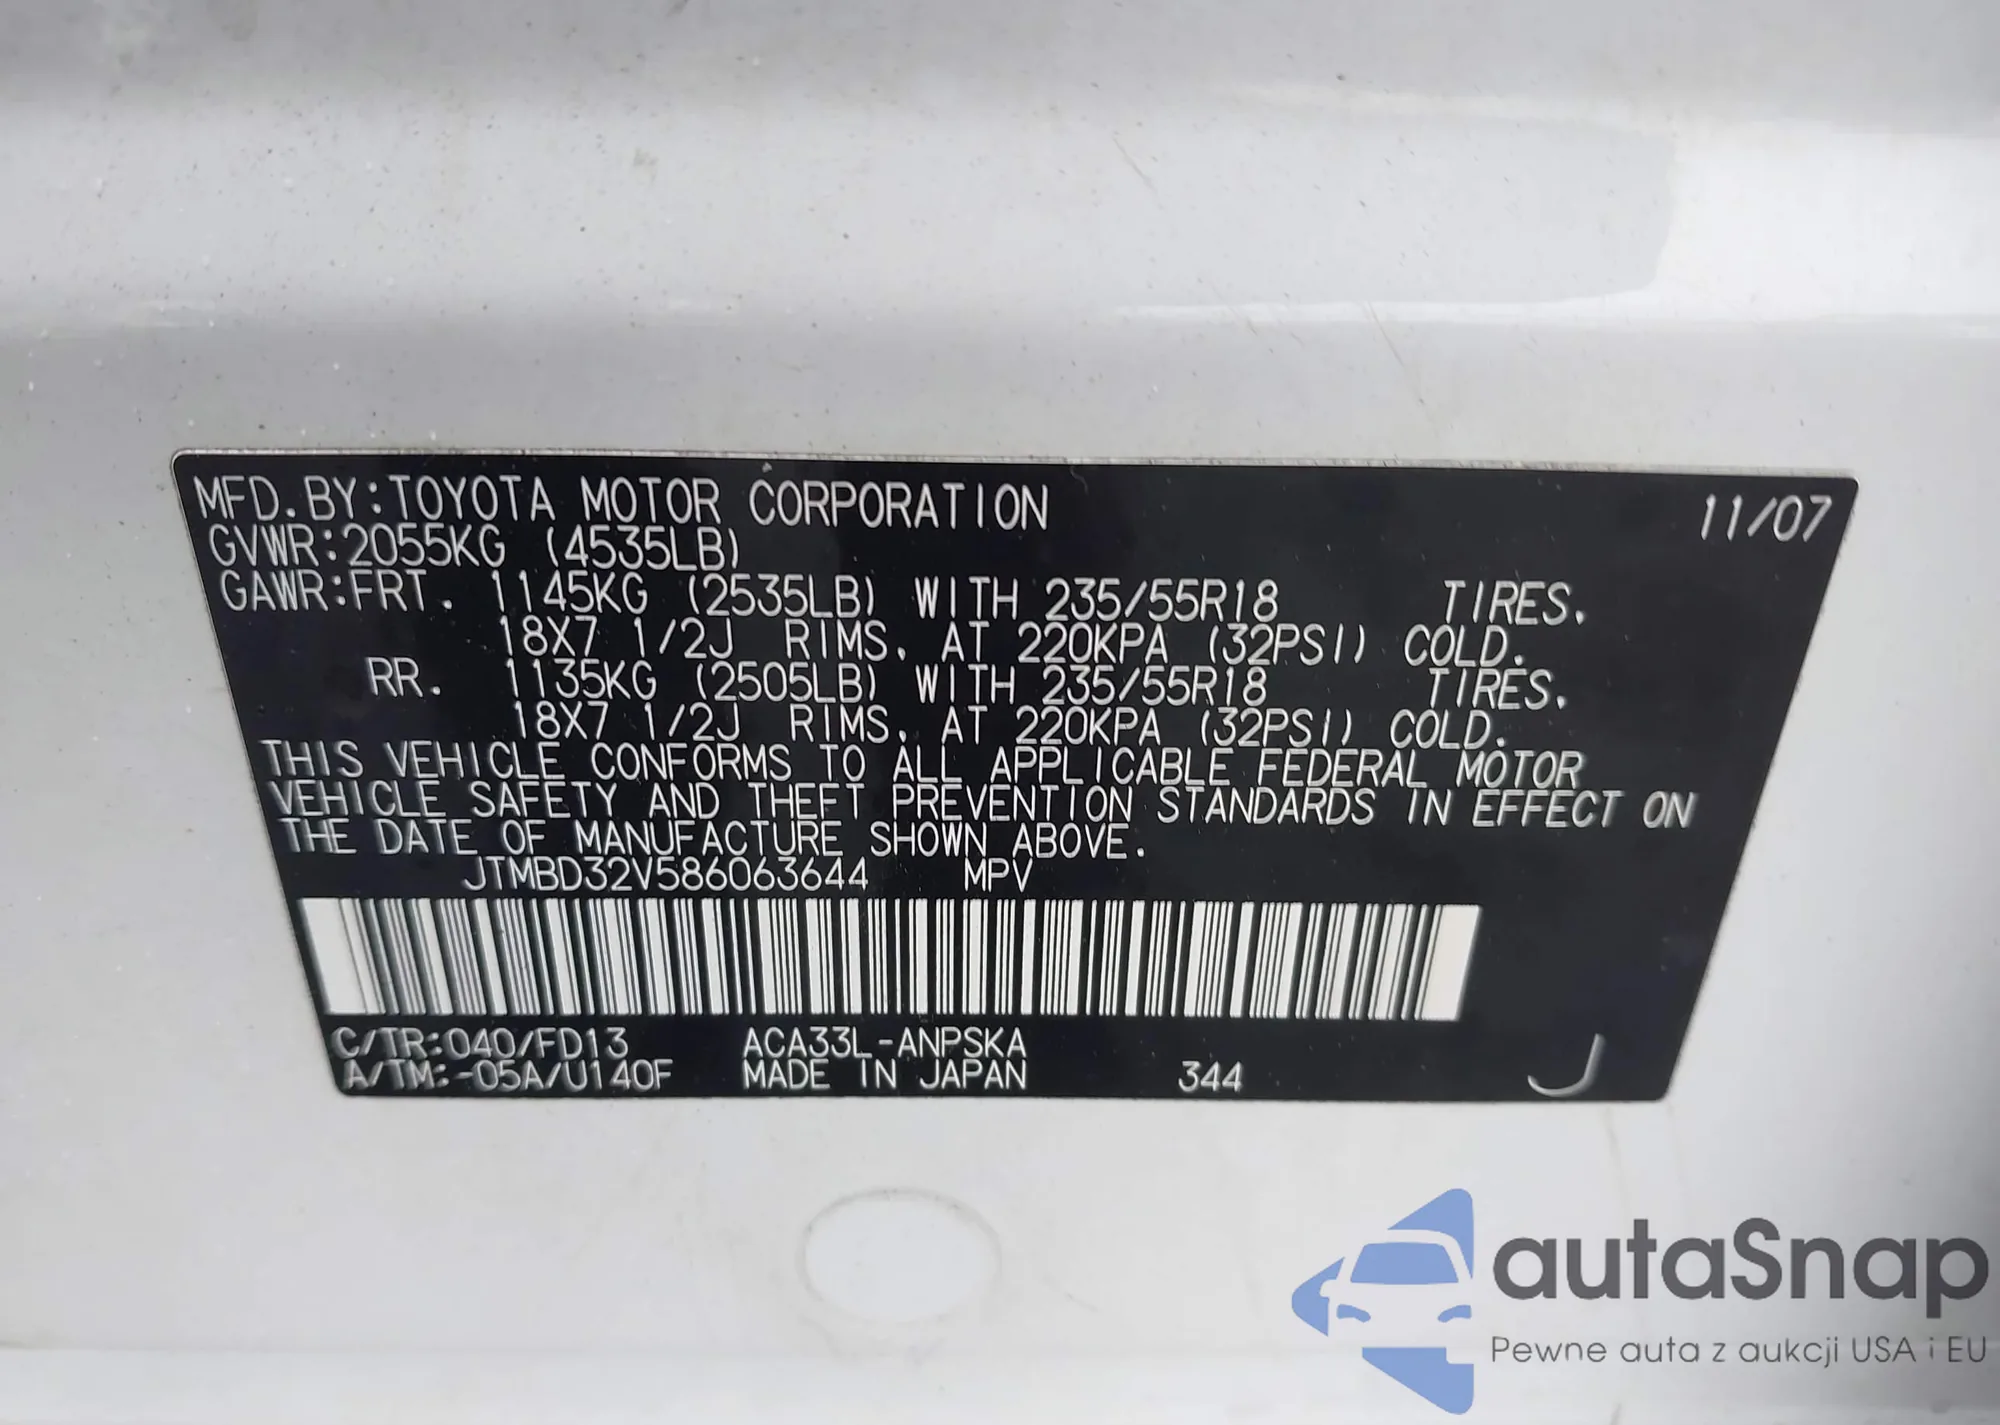 MFD.BY:TOYOTA MOTOR CORPORATION 11/07
GVWR:2055KG (4535LB)
GAWR:FRT. 1145KG (2535LB) WITH 235/55R18 TIRES.
18X7 1/2J RIMS, AT 220KPA (32PSI) COLD.
RR. 1135KG (2505LB) WITH 235/55R18 TIRES.
18X7 1/2J RIMS, AT 220KPA (32PSI) COLD.
THIS VEHICLE CONFORMS TO ALL APPLICABLE FEDERAL MOTOR
VEHICLE SAFETY AND THEFT PREVENTION STANDARDS IN EFFECT ON
THE DATE OF MANUFACTURE SHOWN ABOVE.
JTMBD32V586063644 MPV
C/TR:040/FD13 ACA33L-ANPSKA
A/TM:-05A/U140F MADE IN JAPAN 344 J
autaSnap
Pewne auta z aukcji USA i EU